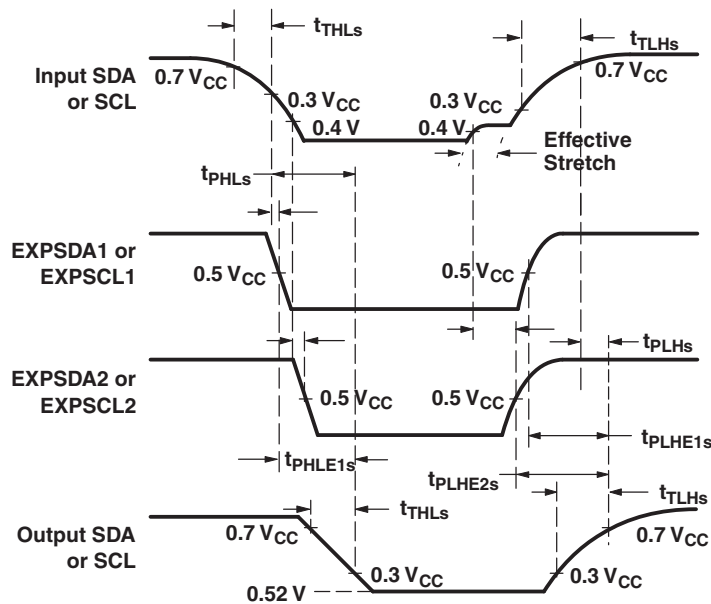 tTHLs
tTLHs
Input SDA
or SCL
0.7 VCC
0.3 VCC
0.4 V
0.3 VCC
0.4 V
0.7 VCC
Effective
Stretch
tPHLs
EXPSDA1 or
EXPSCL1
0.5 VCC
0.5 VCC
tPLHs
EXPSDA2 or
EXPSCL2
0.5 VCC
0.5 VCC
tPHLE1s
tPLHE1s
tPLHE2s
tTHLs
tTLHs
Output SDA
or SCL
0.7 VCC
0.3 VCC
0.52 V
0.3 VCC
0.7 VCC